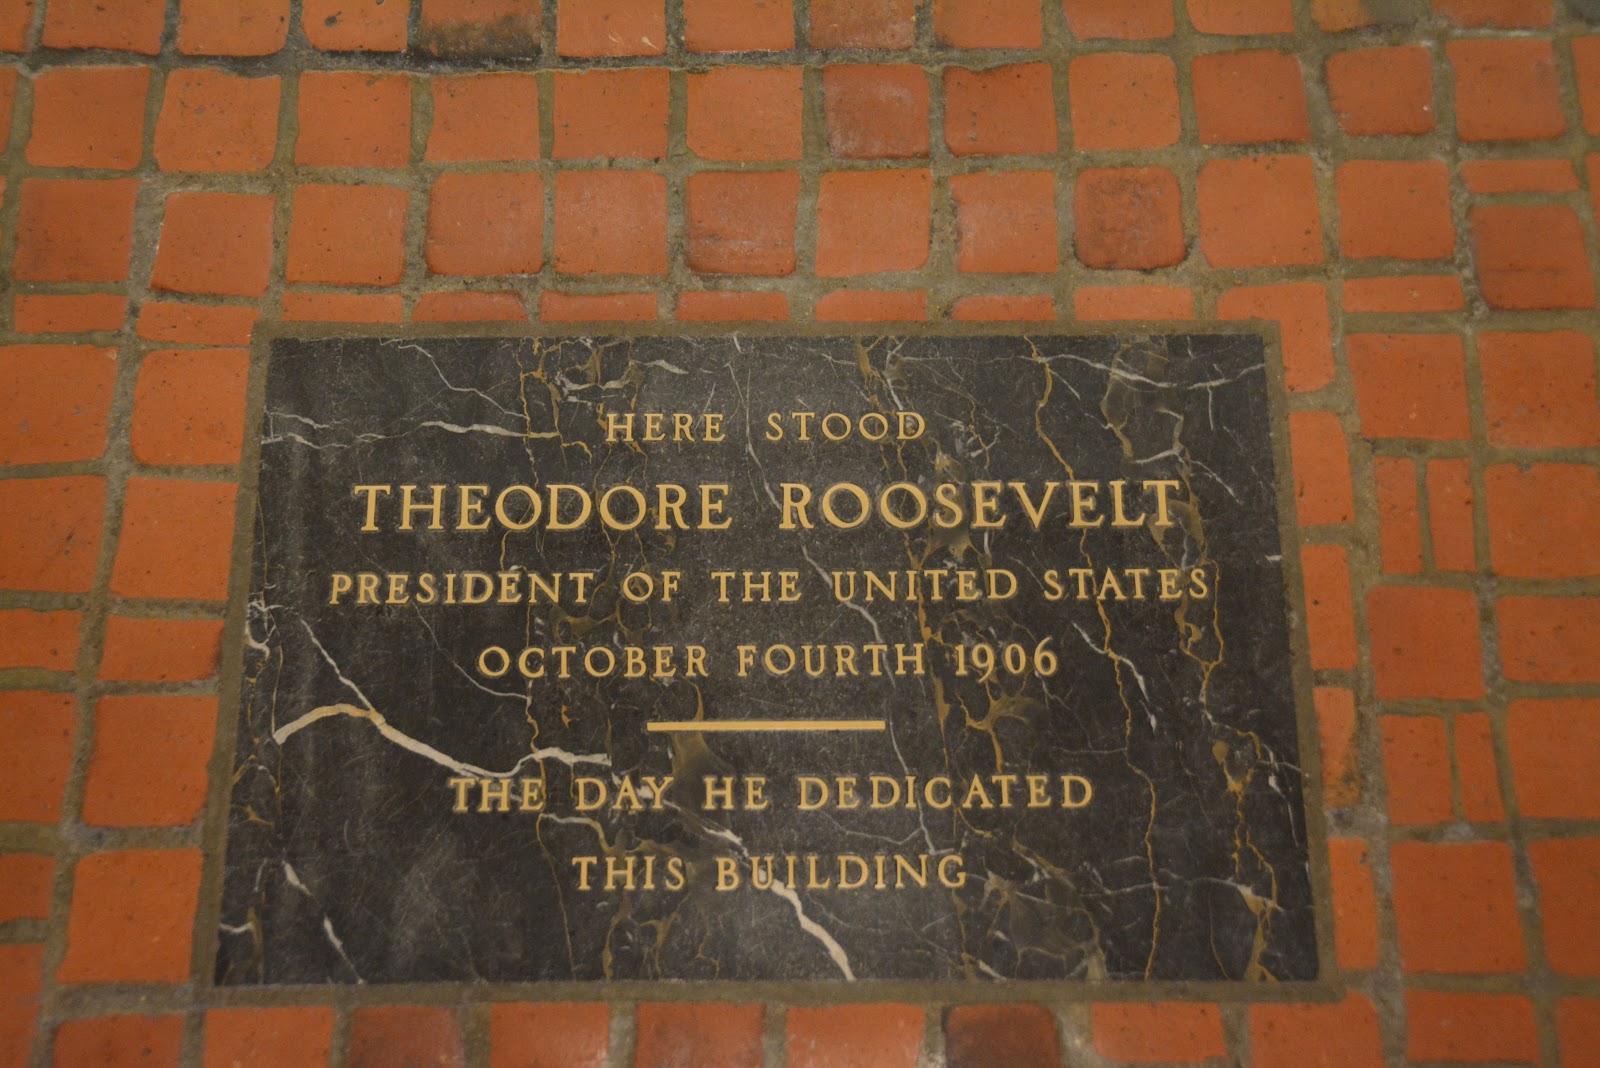 HERE STOOD
THEODORE ROOSEVELT
PRESIDENT OF THE UNITED STATES
OCTOBER FOURTH 1906
THE DAY HE DEDICATED
THIS BUILDING